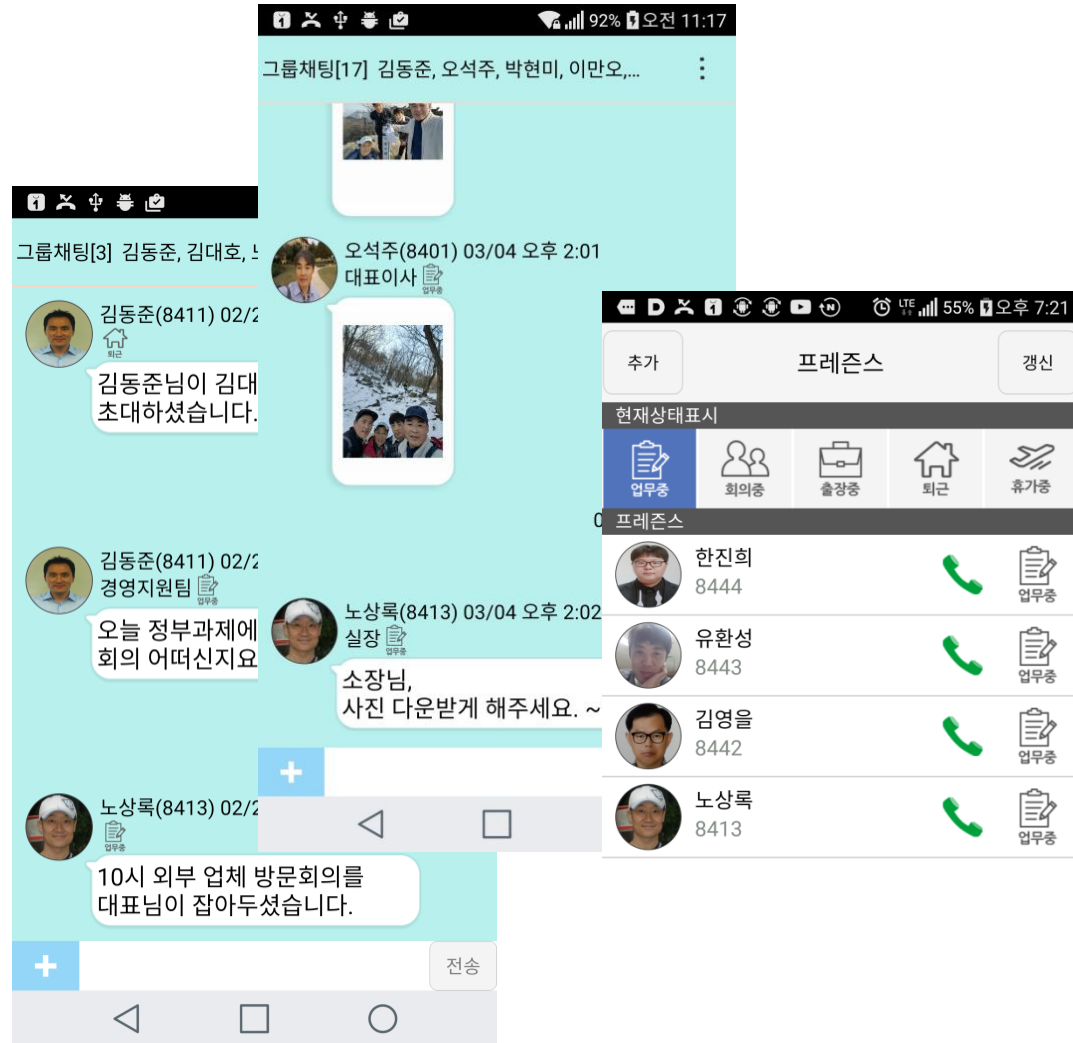 92% 오전 11:17
그룹채팅[17] 김동준, 오석주, 박현미, 이만오,...
오석주(8401) 03/04 오후 2:01
대표이사
업무중
노상록(8413) 03/04 오후 2:02
실장
업무중
소장님,
사진 다운받게 해주세요. ~
그룹채팅[3] 김동준, 김대호,
김동준(8411) 02/2
퇴근
김동준님이 김대
초대하셨습니다.
김동준(8411) 02/2
경영지원팀
업무중
오늘 정부과제에
회의 어떠신지요
노상록(8413) 02/2
업무중
10시 외부 업체 방문회의를
대표님이 잡아두셨습니다.
전송
LTE 55% 오후 7:21
추가 프레즌스 갱신
현재상태표시
업무중 회의중 출장중 퇴근 휴가중
프레즌스
한진희
8444
업무중
유환성
8443
업무중
김영을
8442
업무중
노상록
8413
업무중